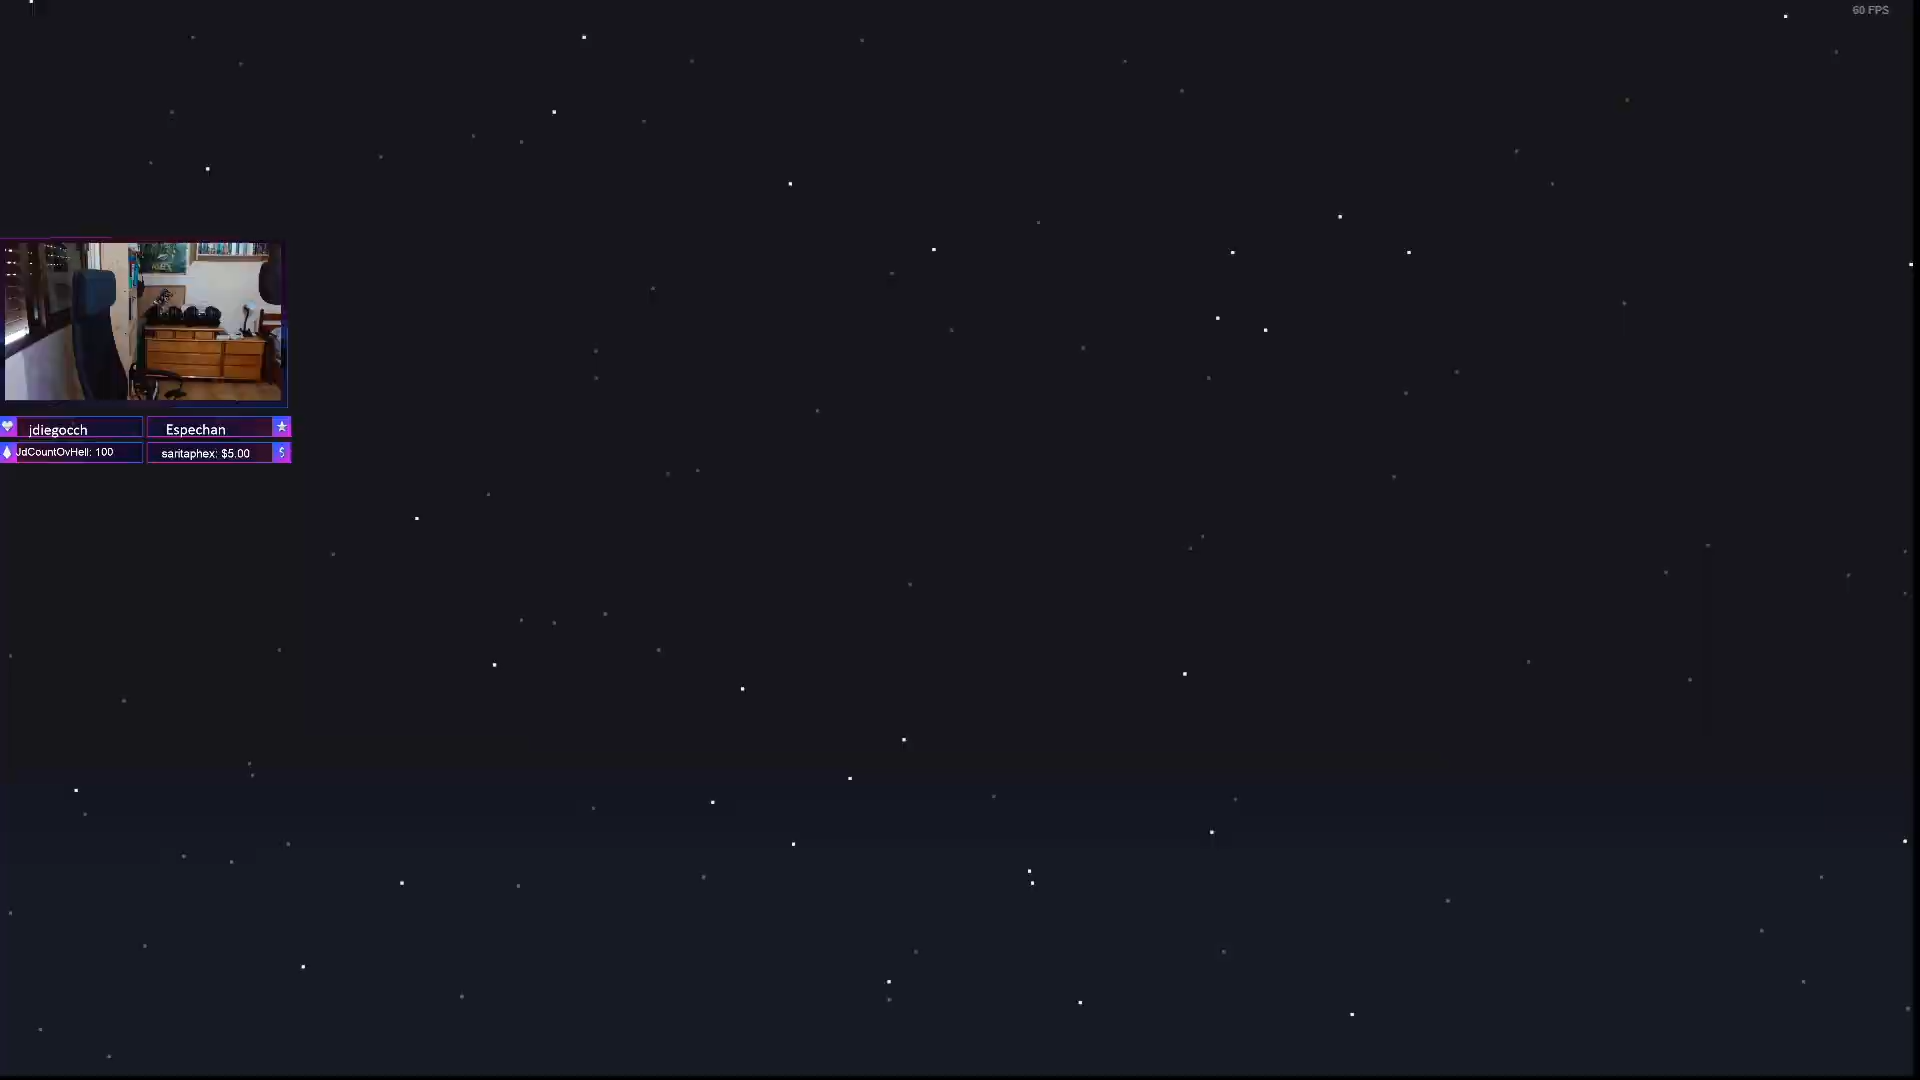 60 FPS
jdiegocch
Espechan
JdCountOvHell: 100
saritaphex: $5.00